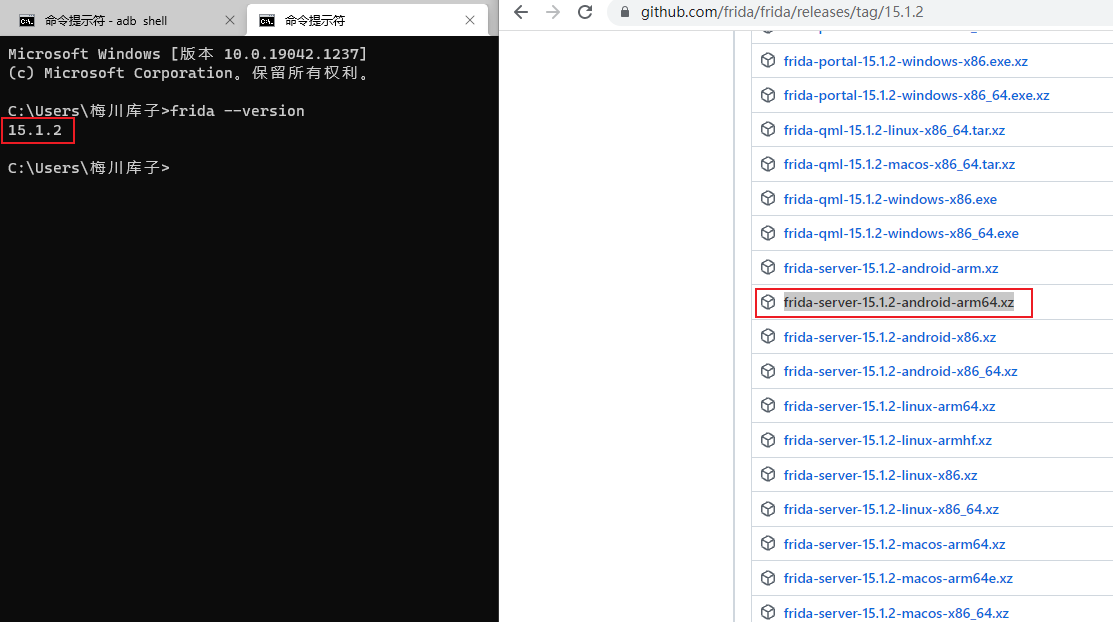 命令提示符 - adb shell
命令提示符
Microsoft Windows [版本 10.0.19042.1237]
(c) Microsoft Corporation。保留所有权利。
C:\Users\梅川库子>frida --version
15.1.2
C:\Users\梅川库子>
github.com/frida/frida/releases/tag/15.1.2
frida-portal-15.1.2-windows-x86.exe.xz
frida-portal-15.1.2-windows-x86_64.exe.xz
frida-qml-15.1.2-linux-x86_64.tar.xz
frida-qml-15.1.2-macos-x86_64.tar.xz
frida-qml-15.1.2-windows-x86.exe
frida-qml-15.1.2-windows-x86_64.exe
frida-server-15.1.2-android-arm.xz
frida-server-15.1.2-android-arm64.xz
frida-server-15.1.2-android-x86.xz
frida-server-15.1.2-android-x86_64.xz
frida-server-15.1.2-linux-arm64.xz
frida-server-15.1.2-linux-armhf.xz
frida-server-15.1.2-linux-x86.xz
frida-server-15.1.2-linux-x86_64.xz
frida-server-15.1.2-macos-arm64.xz
frida-server-15.1.2-macos-arm64e.xz
frida-server-15.1.2-macos-x86_64.xz